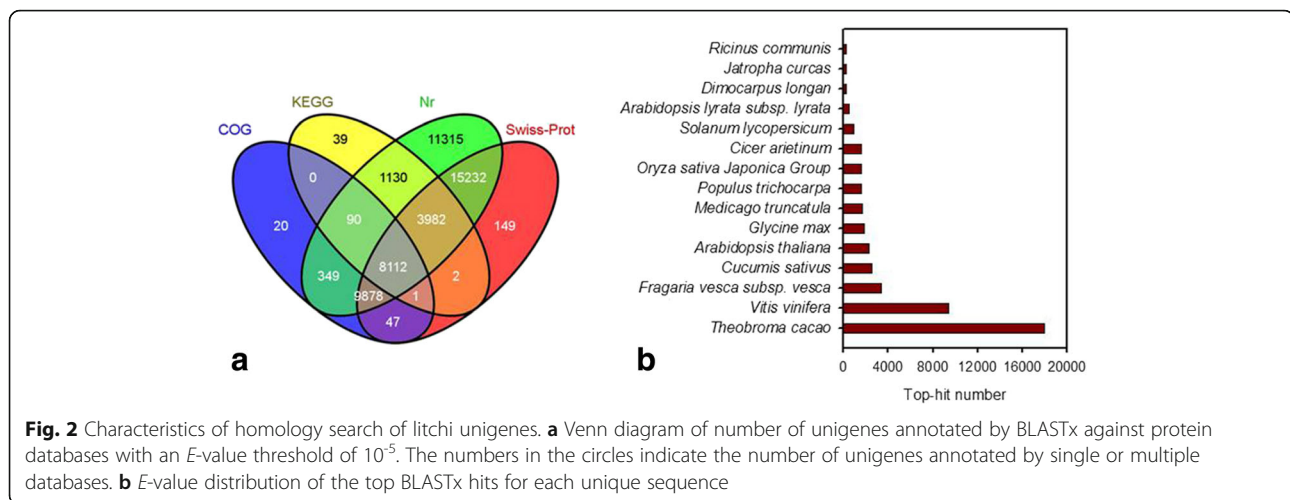 COG
KEGG
Nr
Swiss-Prot
39
11315
0
1130
15232
20
90
3982
149
349
8112
2
9878
1
47
a
Ricinus communis
Jatropha curcas
Dimocarpus longan
Arabidopsis lyrata subsp. lyrata
Solanum lycopersicum
Cicer arietinum
Oryza sativa Japonica Group
Populus trichocarpa
Medicago truncatula
Glycine max
Arabidopsis thaliana
Cucumis sativus
Fragaria vesca subsp. vesca
Vitis vinifera
Theobroma cacao
0 4000 8000 12000 16000 20000
Top-hit number
b
Fig. 2 Characteristics of homology search of litchi unigenes. a Venn diagram of number of unigenes annotated by BLASTx against protein
databases with an E-value threshold of 10⁻⁵. The numbers in the circles indicate the number of unigenes annotated by single or multiple
databases. b E-value distribution of the top BLASTx hits for each unique sequence